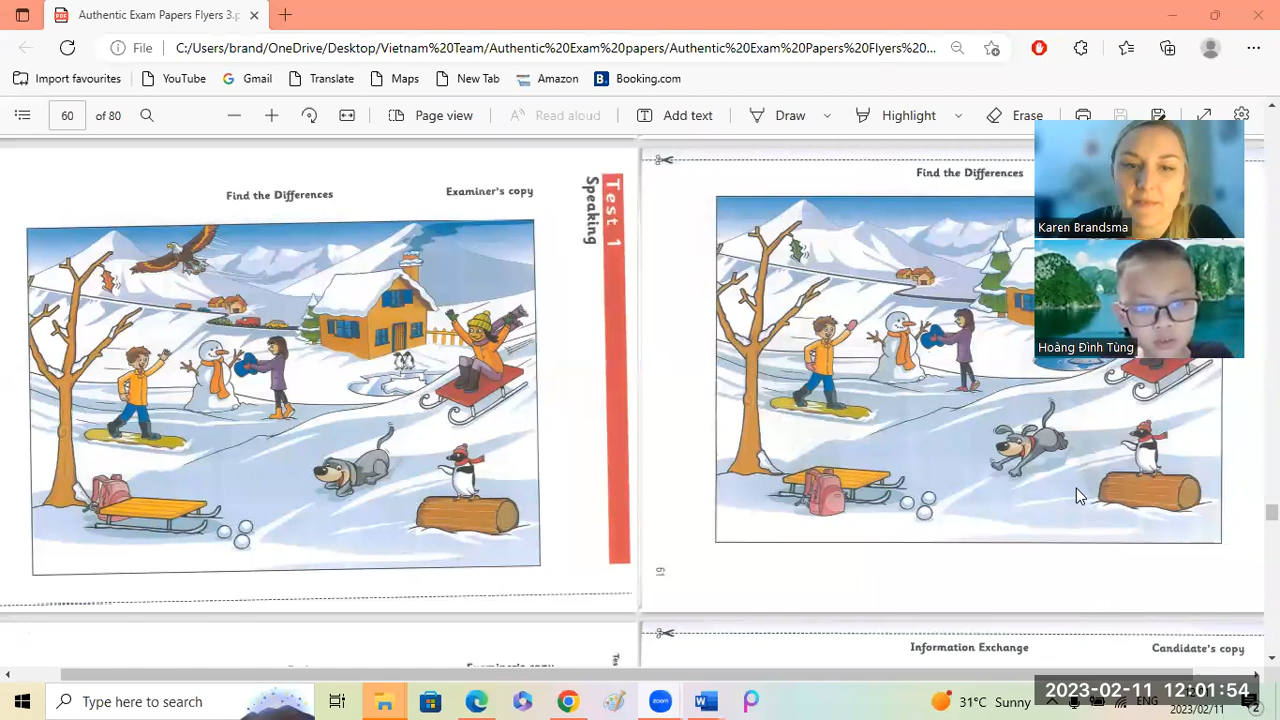 Authentic Exam Papers Flyers 3.p
File
C:/Users/brand/OneDrive/Desktop/Vietnam%20Team/Authentic%20Exam%20papers/Authentic%20Exam%20Papers%20Flyers%20...
Import favourites
YouTube
Gmail
Translate
Maps
New Tab
Amazon
Booking.com
60 of 80
Page view
Read aloud
Add text
Draw
Highlight
Erase
Find the Differences
Examiner's copy
Test 1
Speaking
Find the Differences
Karen Brandsma
Hoàng Đình Tùng
61
Information Exchange
Candidate's copy
Type here to search
31°C Sunny
ENG
2023-02-11 12:01:54
2023/02/11